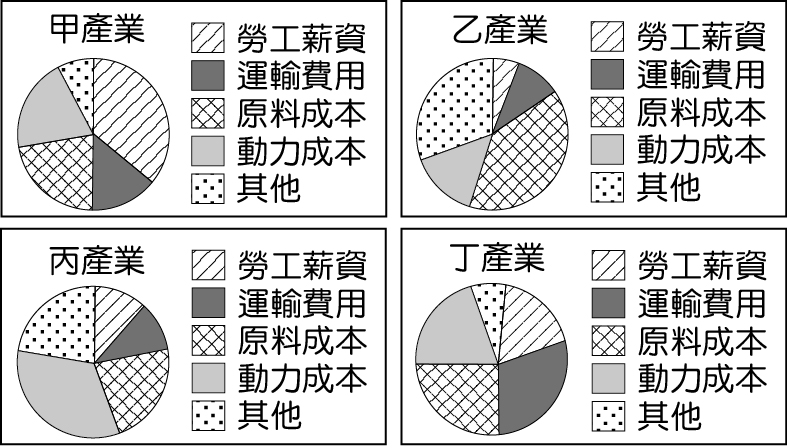 甲產業
勞工薪資
運輸費用
原料成本
動力成本
其他
乙產業
勞工薪資
運輸費用
原料成本
動力成本
其他
丙產業
勞工薪資
運輸費用
原料成本
動力成本
其他
丁產業
勞工薪資
運輸費用
原料成本
動力成本
其他